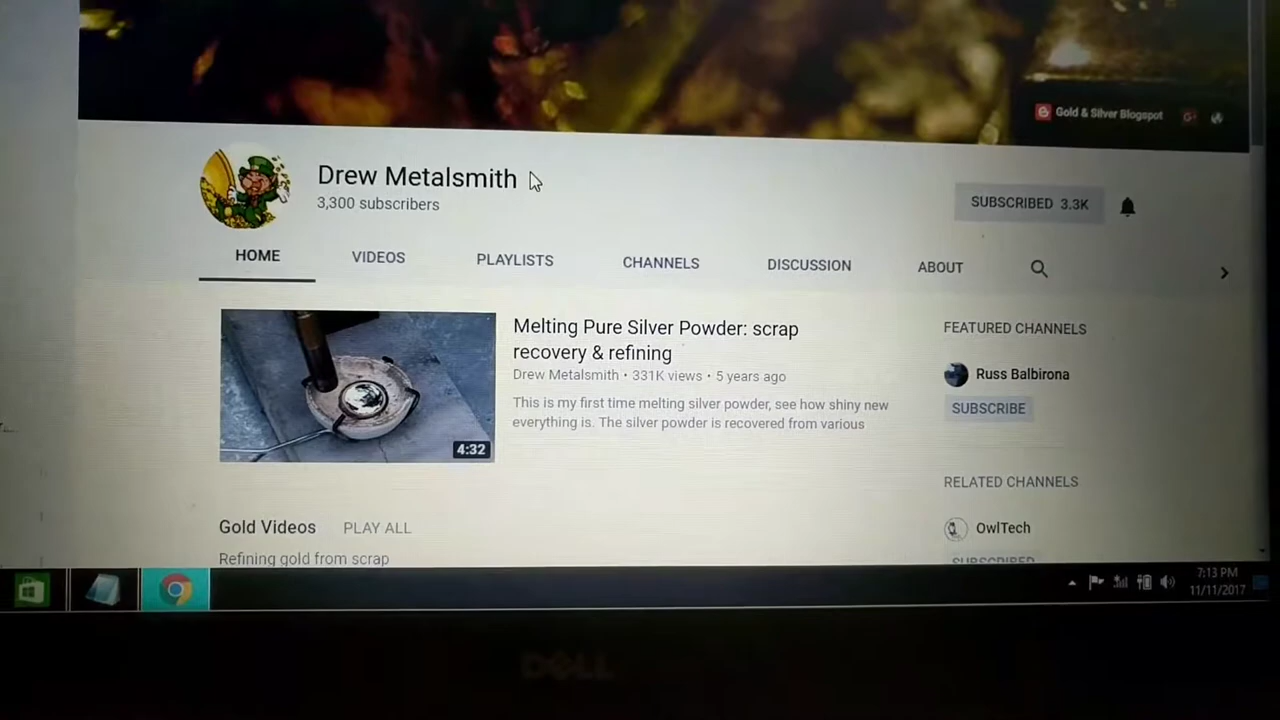 Gold & Silver Blogspot
Drew Metalsmith
3,300 subscribers
SUBSCRIBED 3.3K
HOME VIDEOS PLAYLISTS CHANNELS DISCUSSION ABOUT
Melting Pure Silver Powder: scrap
recovery & refining
Drew Metalsmith • 331K views • 5 years ago
This is my first time melting silver powder, see how shiny new
everything is. The silver powder is recovered from various
4:32
FEATURED CHANNELS
Russ Balbirona
SUBSCRIBE
RELATED CHANNELS
OwlTech
SUBSCRIBED
Gold Videos PLAY ALL
Refining gold from scrap
7:13 PM
11/11/2017
DELL